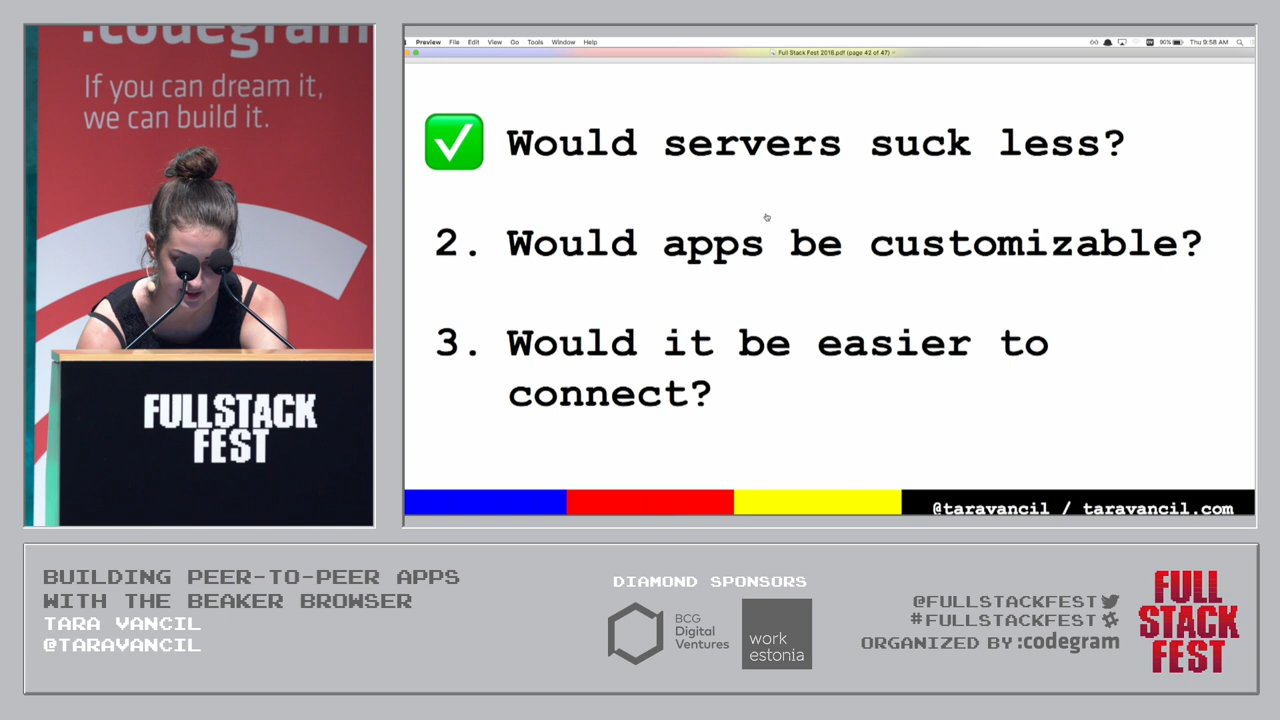 :codegram
If you can dream it,
we can build it.
FULLSTACK
FEST
Preview File Edit View Go Tools Window Help
90% Thu 9:58 AM
Full Stack Fest 2018.pdf (page 42 of 47)
Would servers suck less?
2. Would apps be customizable?
3. Would it be easier to
connect?
@taravancil / taravancil.com
BUILDING PEER-TO-PEER APPS
WITH THE BEAKER BROWSER
TARA VANCIL
@TARAVANCIL
DIAMOND SPONSORS
BCG
Digital
Ventures
work
estonia
@FULLSTACKFEST
#FULLSTACKFEST
ORGANIZED BY :codegram
FULL
STACK
FEST